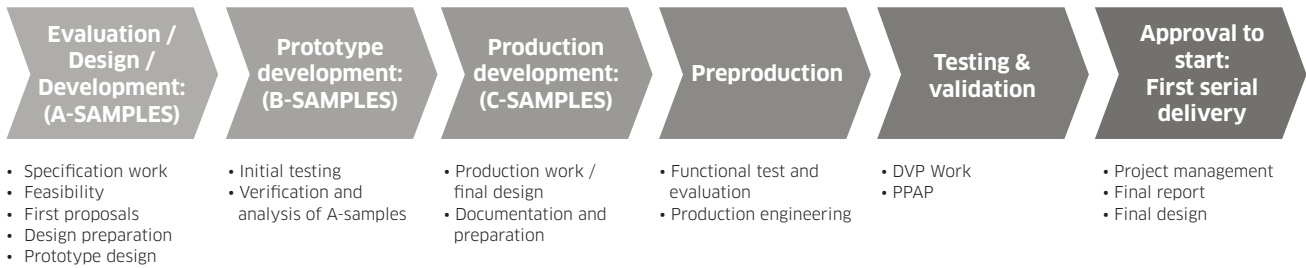 Evaluation /
Design /
Development:
(A-SAMPLES)
• Specification work
• Feasibility
• First proposals
• Design preparation
• Prototype design
Prototype
development:
(B-SAMPLES)
• Initial testing
• Verification and
analysis of A-samples
Production
development:
(C-SAMPLES)
• Production work /
final design
• Documentation and
preparation
Preproduction
• Functional test and
evaluation
• Production engineering
Testing &
validation
• DVP Work
• PPAP
Approval to
start:
First serial
delivery
• Project management
• Final report
• Final design